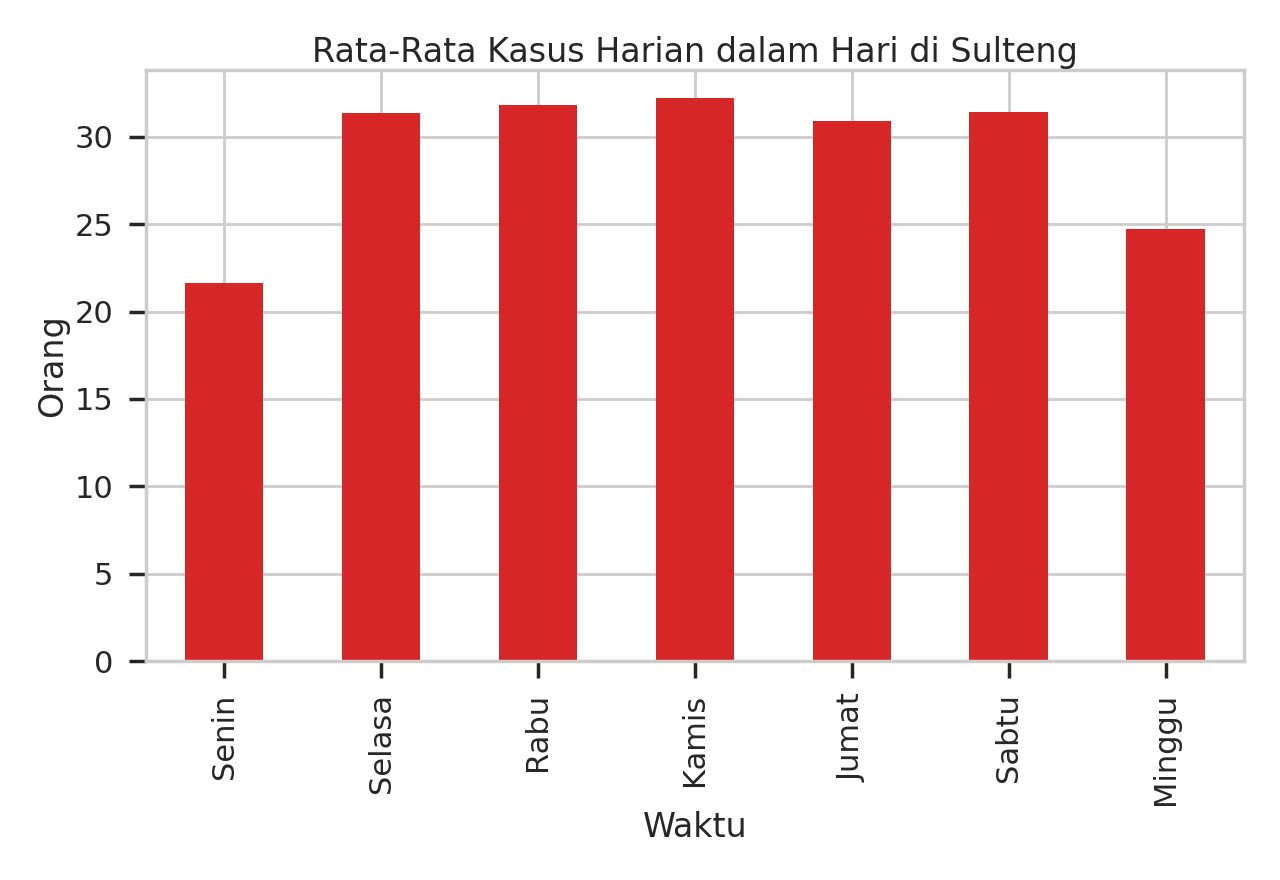 Rata-Rata Kasus Harian dalam Hari di Sulteng
Orang
30
25
20
15
10
5
0
Senin
Selasa
Rabu
Kamis
Jumat
Sabtu
Minggu
Waktu